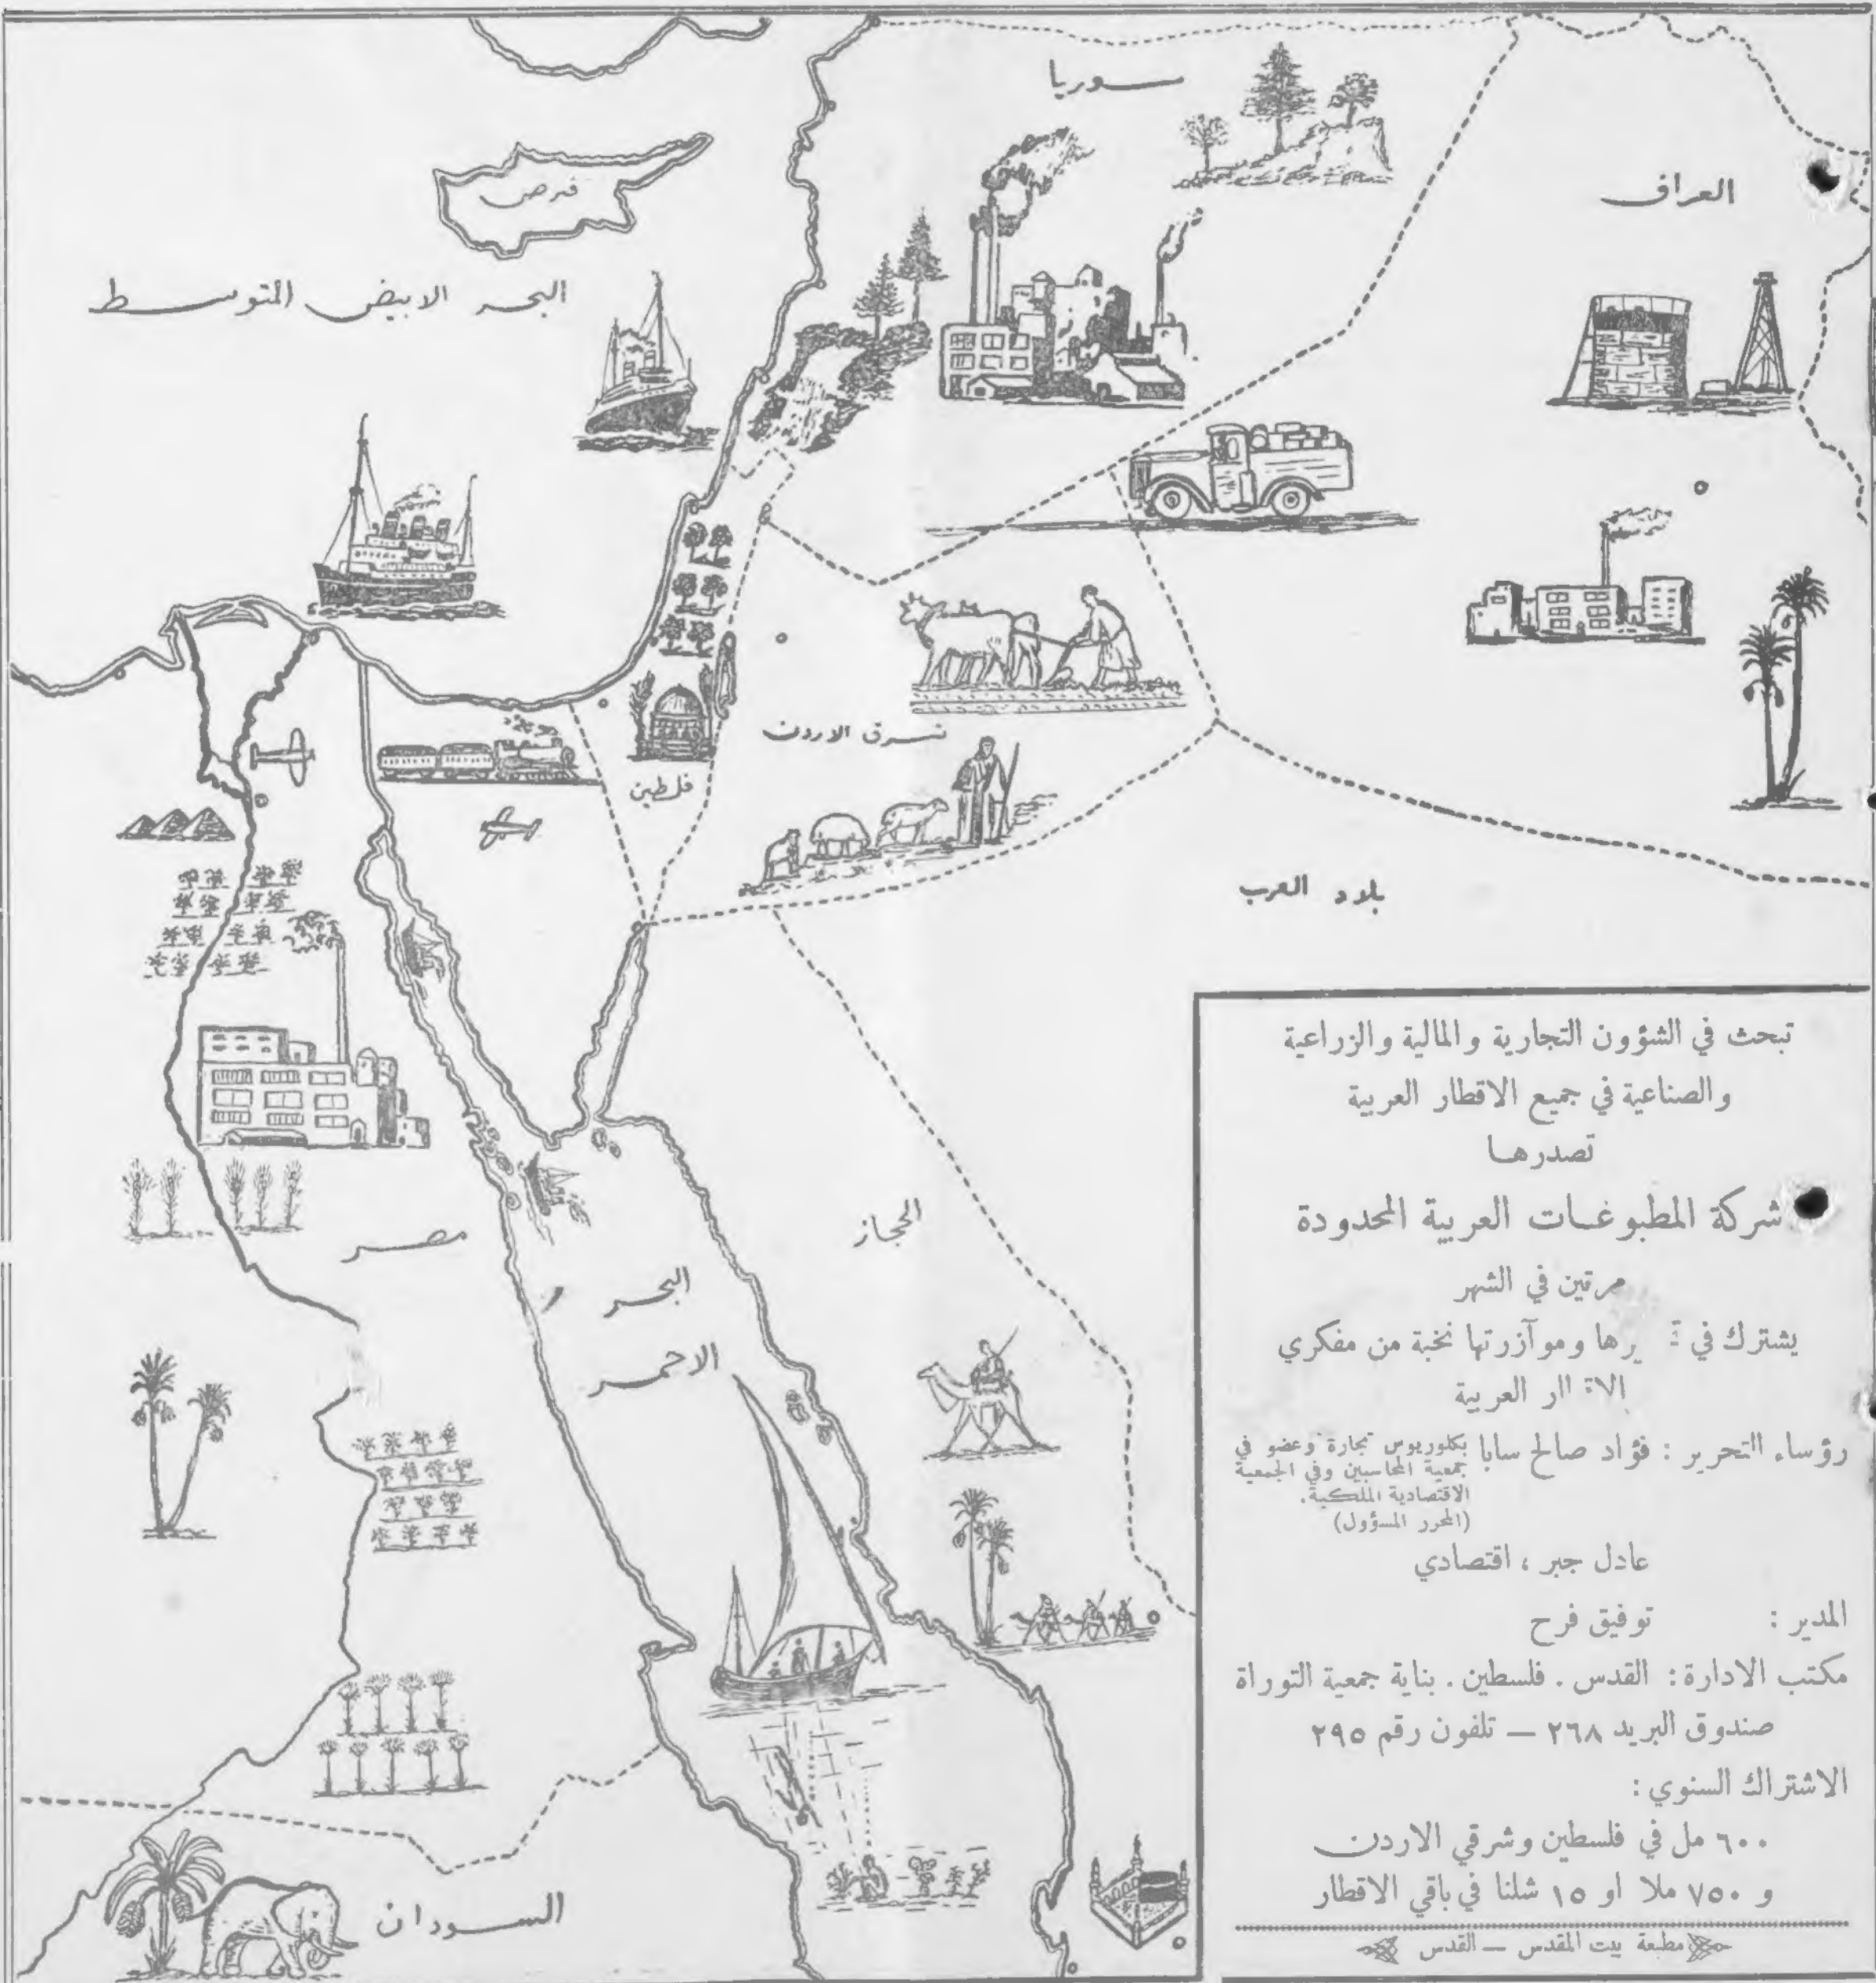 سوريا
العراق
قبرص
البحر الابيض المتوسط
شرق الاردن
فلسطين
بلاد العرب
مصر
الحجاز
البحر
الاحمر
السودان
تبحث في الشؤون التجارية والمالية والزراعية
والصناعية في جميع الاقطار العربية
تصدرها
شركة المطبوعات العربية المحدودة
مرتين في الشهر
يشترك في وموآزرتها نخبة من مفكري
العربية
رؤساء التحرير : فؤاد صالح سابا بكلوريوس تجارة وعضو في
جمعية المحاسبين وفي الجمعية
الاقتصادية الملكية.
(المحرر المسؤول)
عادل جبر ، اقتصادي
المدير : توفيق فرح
مكتب الادارة : القدس . فلسطين . بناية جمعية التوراة
صندوق البريد ٢٦٨ — تلفون رقم ٢٩٥
الاشتراك السنوي :
٦٠٠ مل في فلسطين وشرقي الاردن
و ٧٥٠ ملا او ١٥ شلنا في باقي الاقطار
مطبعة بيت المقدس — القدس